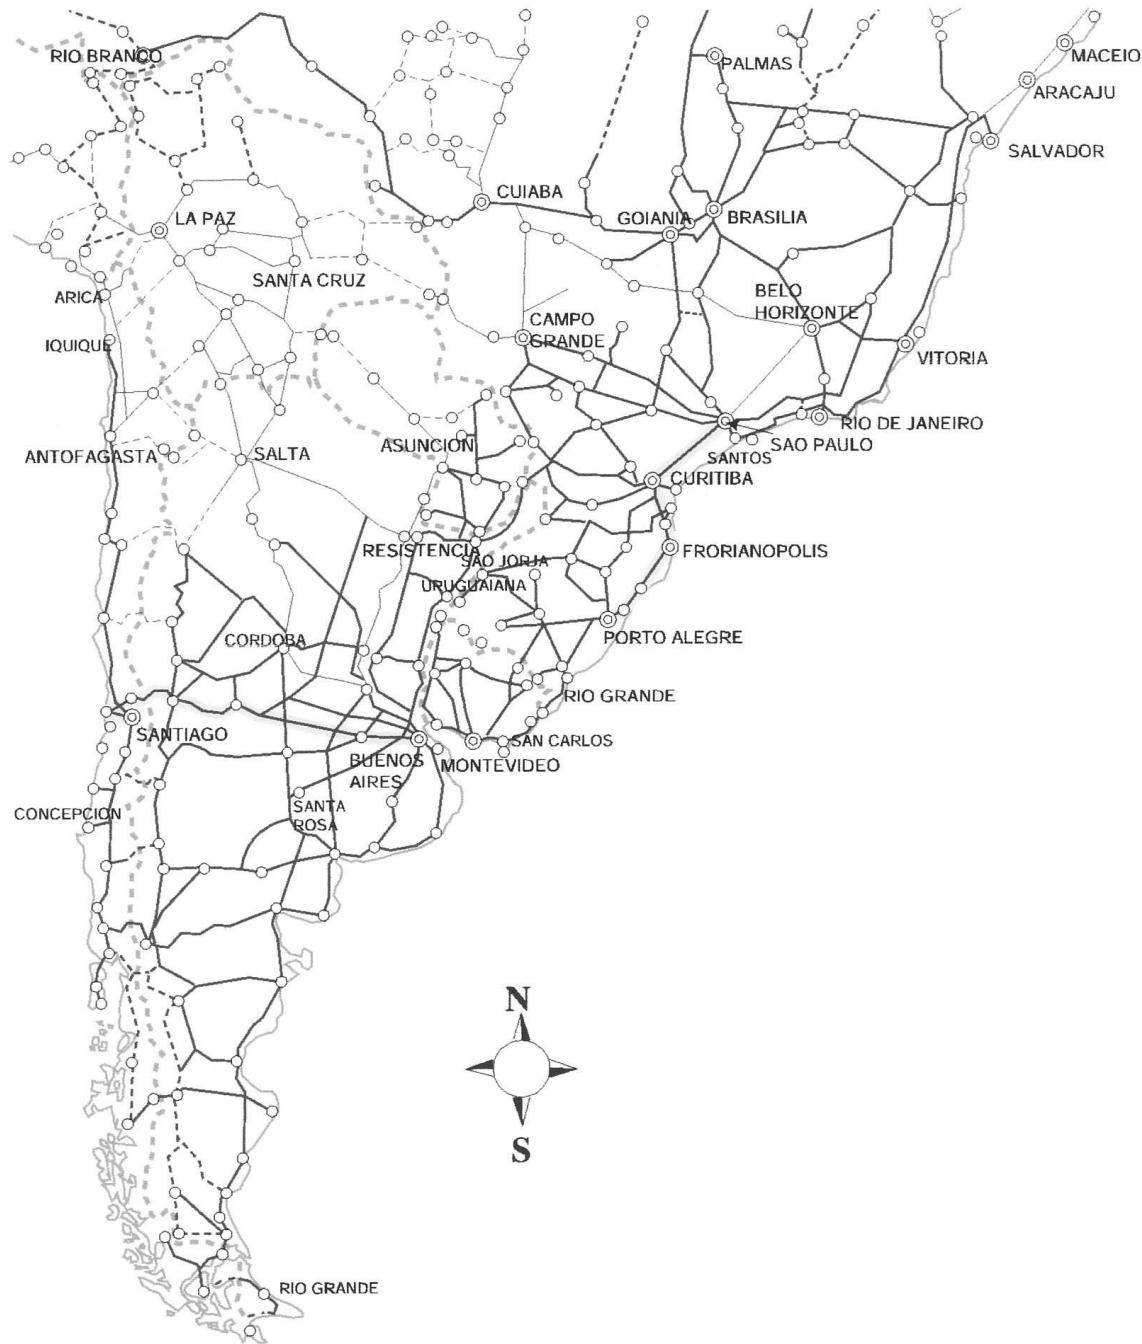 RIO BRANCO
PALMAS
MACEIO
ARACAJU
SALVADOR
CUIABA
LA PAZ
GOIANIA
BRASILIA
SANTA CRUZ
ARICA
BELO
HORIZONTE
CAMPO
GRANDE
IQUIQUE
VITORIA
RIO DE JANEIRO
ASUNCION
SAO PAULO
ANTOFAGASTA
SALTA
SANTOS
CURITIBA
RESISTENCIA
FRORIANOPOLIS
SÃO JORJA
URUGUAIANA
CORDOBA
PORTO ALEGRE
RIO GRANDE
SANTIAGO
SAN CARLOS
BUENOS
AIRES
MONTEVIDEO
CONCEPCION
SANTA
ROSA
N
S
RIO GRANDE